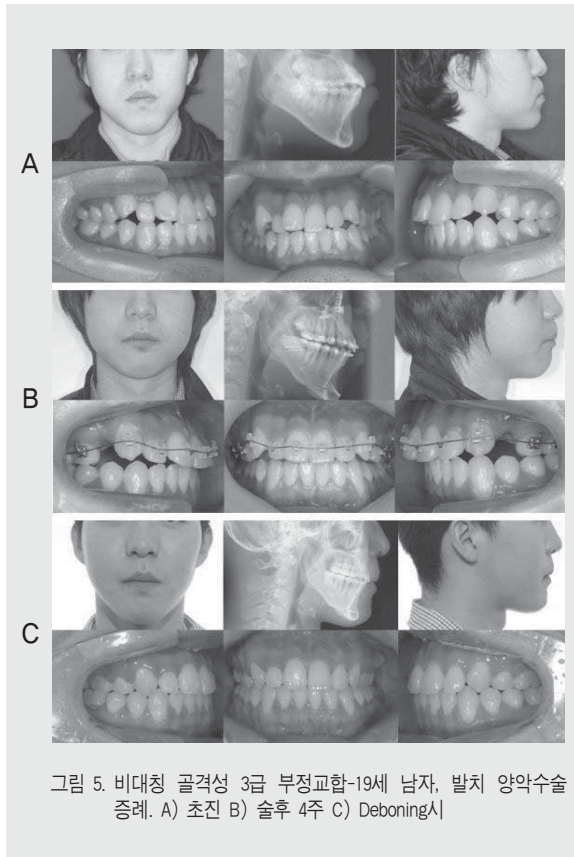 A
B
C
그림 5. 비대칭 골격성 3급 부정교합-19세 남자, 발치 양악수술
증례. A) 초진 B) 술후 4주 C) Deboning시